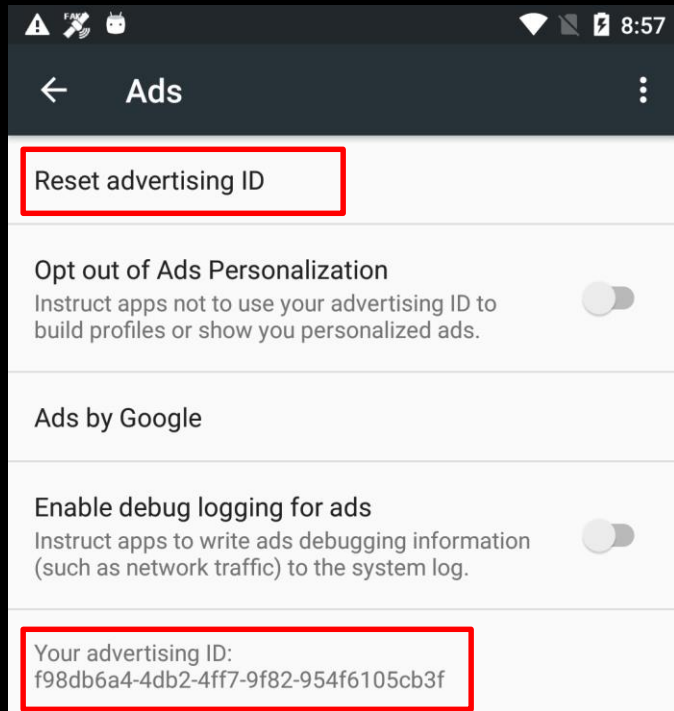 FAKE
8:57
Ads
Reset advertising ID
Opt out of Ads Personalization
Instruct apps not to use your advertising ID to
build profiles or show you personalized ads.
Ads by Google
Enable debug logging for ads
Instruct apps to write ads debugging information
(such as network traffic) to the system log.
Your advertising ID:
f98db6a4-4db2-4ff7-9f82-954f6105cb3f